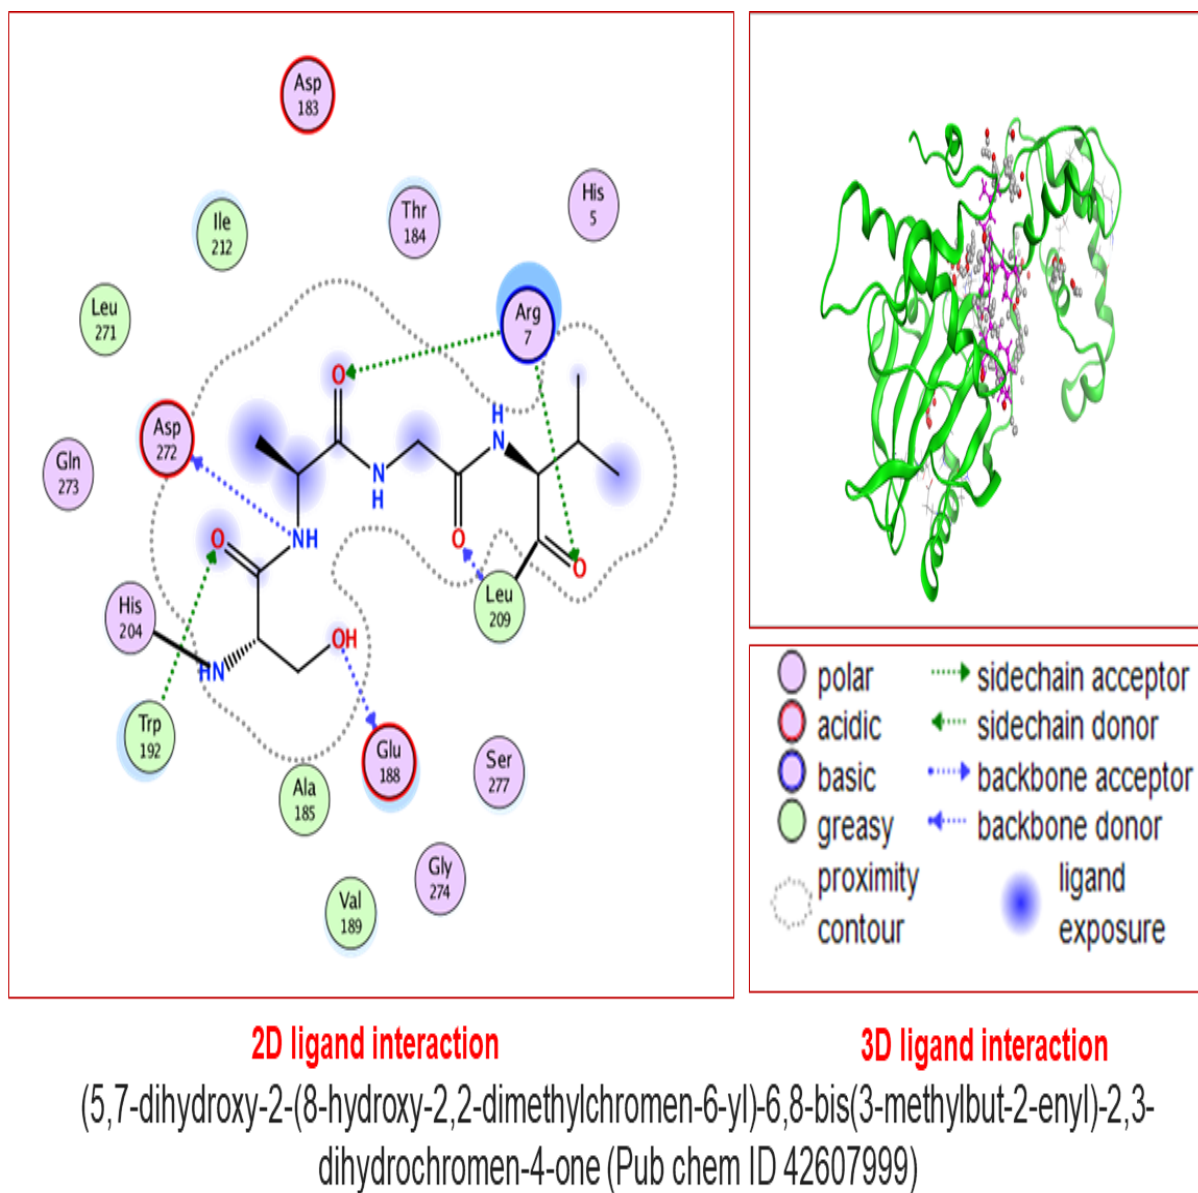 Asp
183
His
5
Thr
184
Ile
212
Arg
7
Leu
271
O
H
N
Asp
272
Gln
273
N
H
NH
O
O
O
Leu
209
His
204
OH
HN
Trp
192
Glu
188
Ser
277
Ala
185
Gly
274
Val
189
polar
sidechain acceptor
acidic
sidechain donor
basic
backbone acceptor
greasy
backbone donor
proximity
contour
ligand
exposure
2D ligand interaction
3D ligand interaction
(5,7-dihydroxy-2-(8-hydroxy-2,2-dimethylchromen-6-yl)-6,8-bis(3-methylbut-2-enyl)-2,3-
dihydrochromen-4-one (Pub chem ID 42607999)